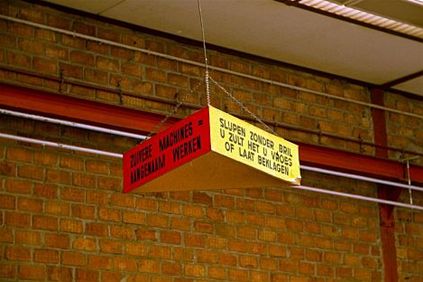 ZUIVERE MACHINES =
AANGENAAM WERKEN
SLIJPEN ZONDER BRIL
U ZULT HET U VROEG
OF LAAT BEKLAGEN